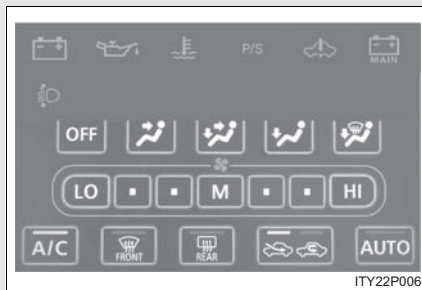 P/S
MAIN
OFF
LO M HI
A/C FRONT REAR AUTO
ITY22P006